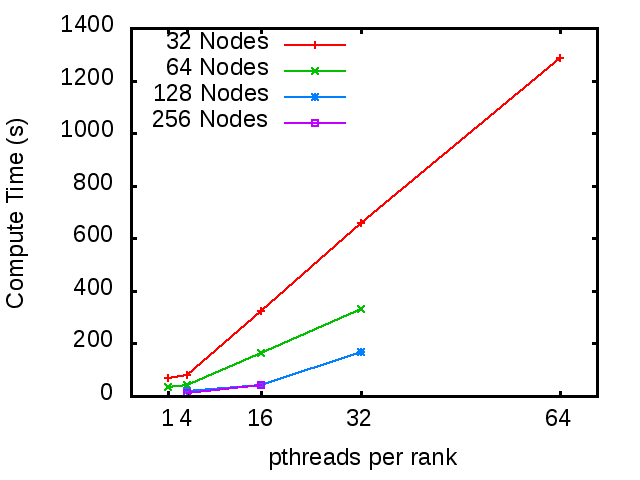 1400
1200
1000
800
600
400
200
0
Compute Time (s)
32 Nodes
64 Nodes
128 Nodes
256 Nodes
1 4 16 32 64
pthreads per rank